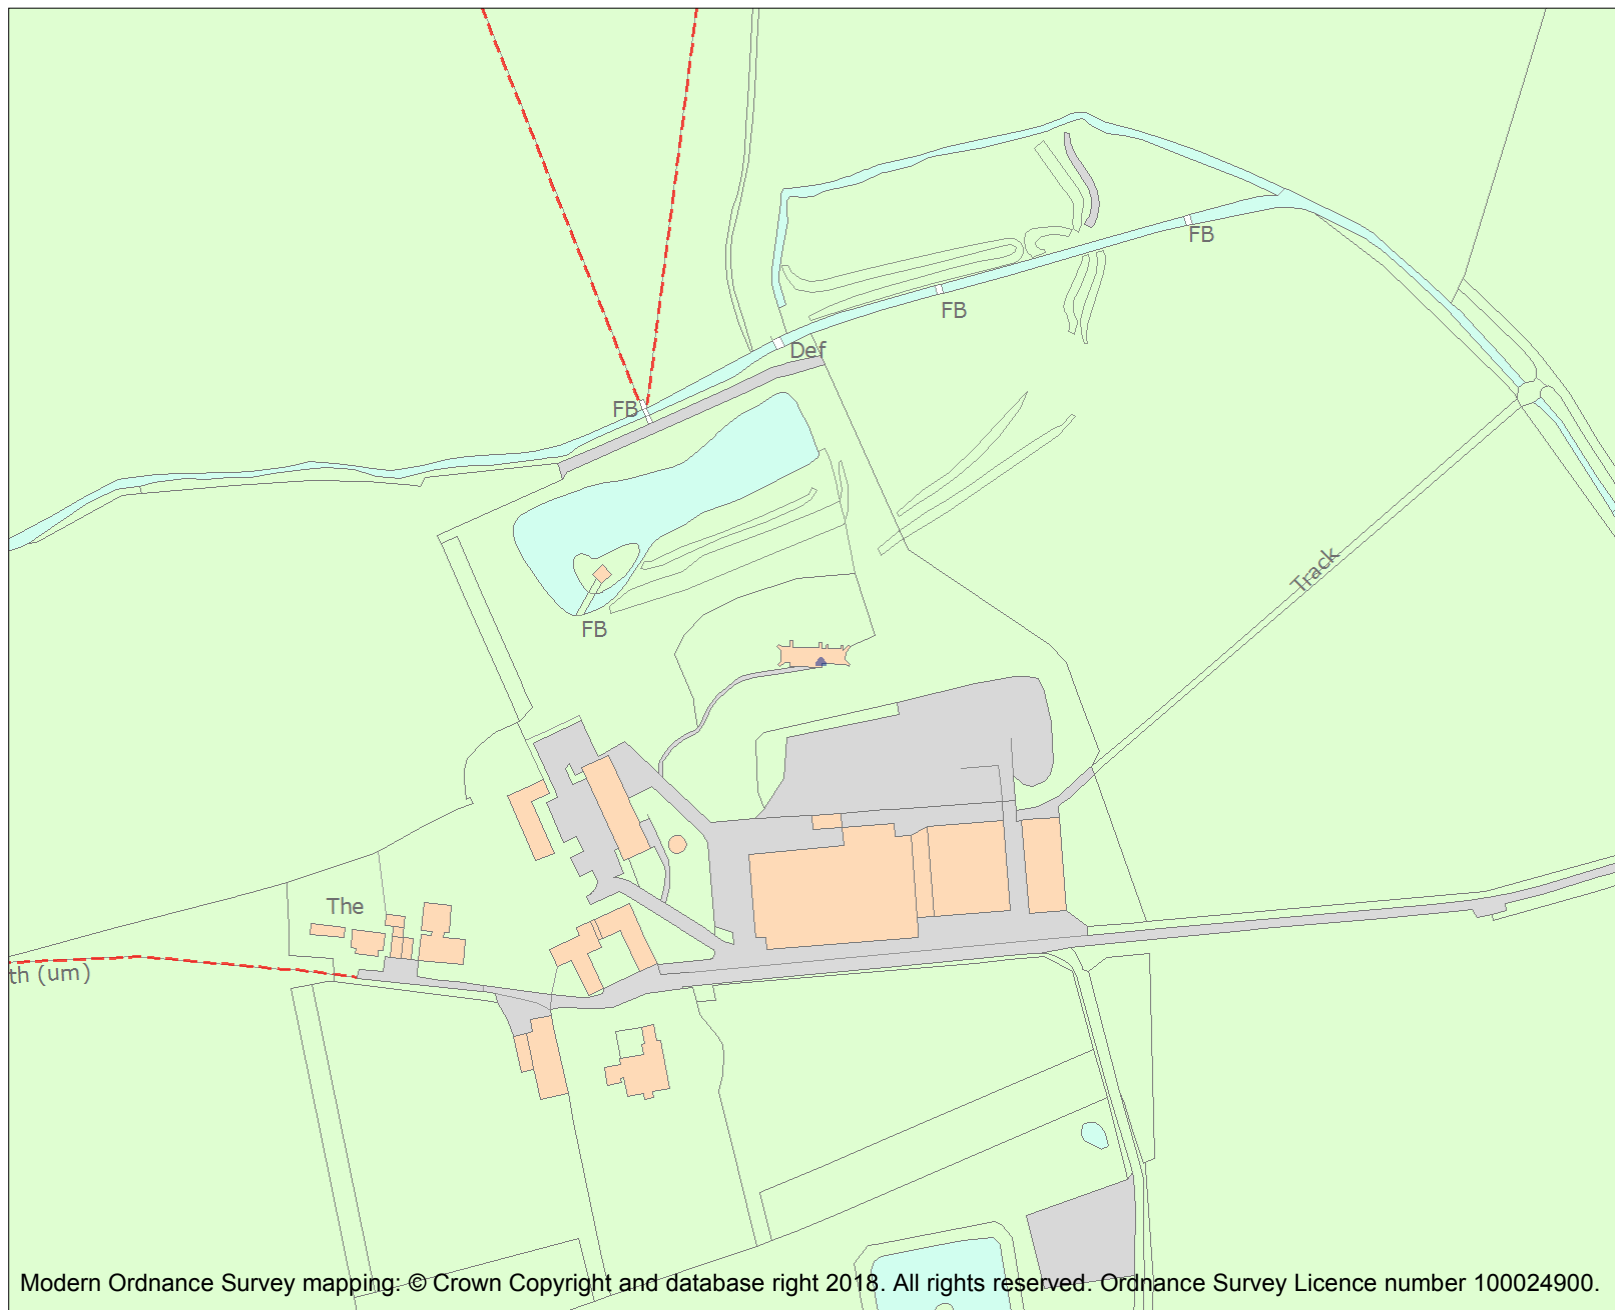 FB
FB
Def
FB
Track
FB
The
th (um)
Modern Ordnance Survey mapping: © Crown Copyright and database right 2018. All rights reserved. Ordnance Survey Licence number 100024900.